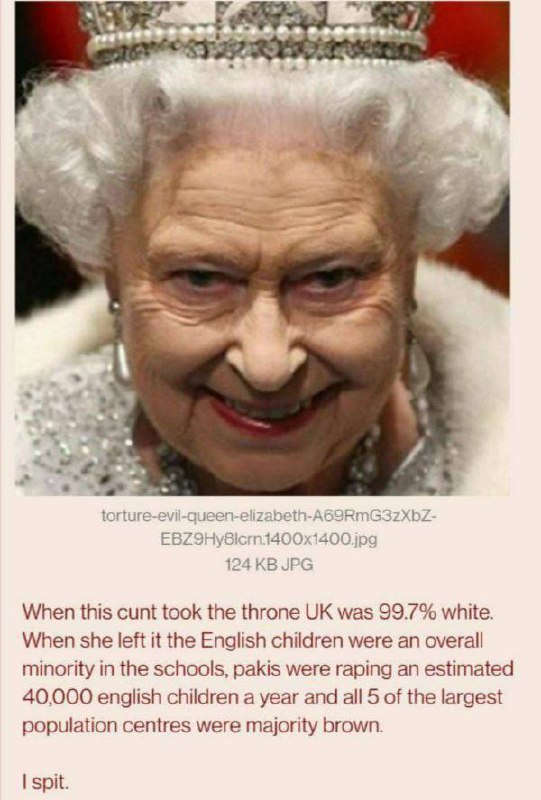 torture-evil-queen-elizabeth-A69RmG3zXbZ-
EBZ9Hy8lcrn.1400x1400.jpg
124 KB JPG
When this cunt took the throne UK was 99.7% white.
When she left it the English children were an overall
minority in the schools, pakis were raping an estimated
40,000 english children a year and all 5 of the largest
population centres were majority brown.
I spit.